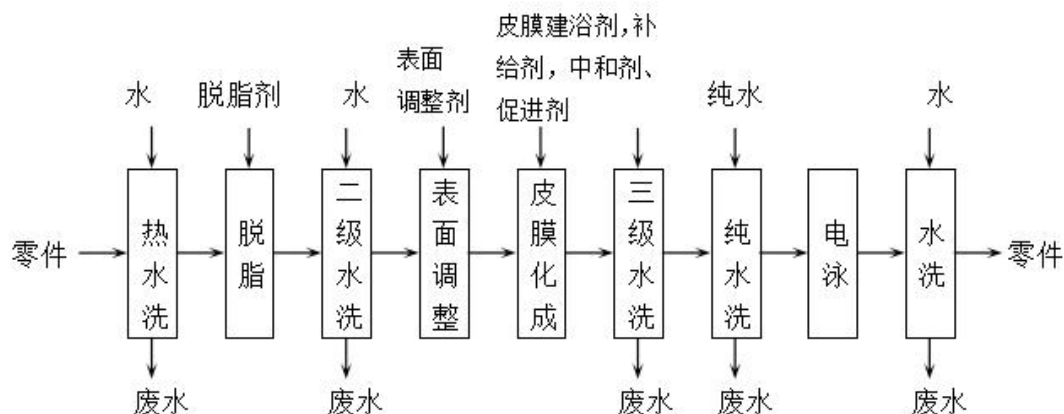 皮膜建浴剂,补
给剂，中和剂、
促进剂
表面
调整剂
水
脱脂剂
水
纯水
水
零件
热水洗
脱脂
二级水洗
表面调整
皮膜化成
三级水洗
纯水洗
电泳
水洗
零件
废水
废水
废水
废水
废水